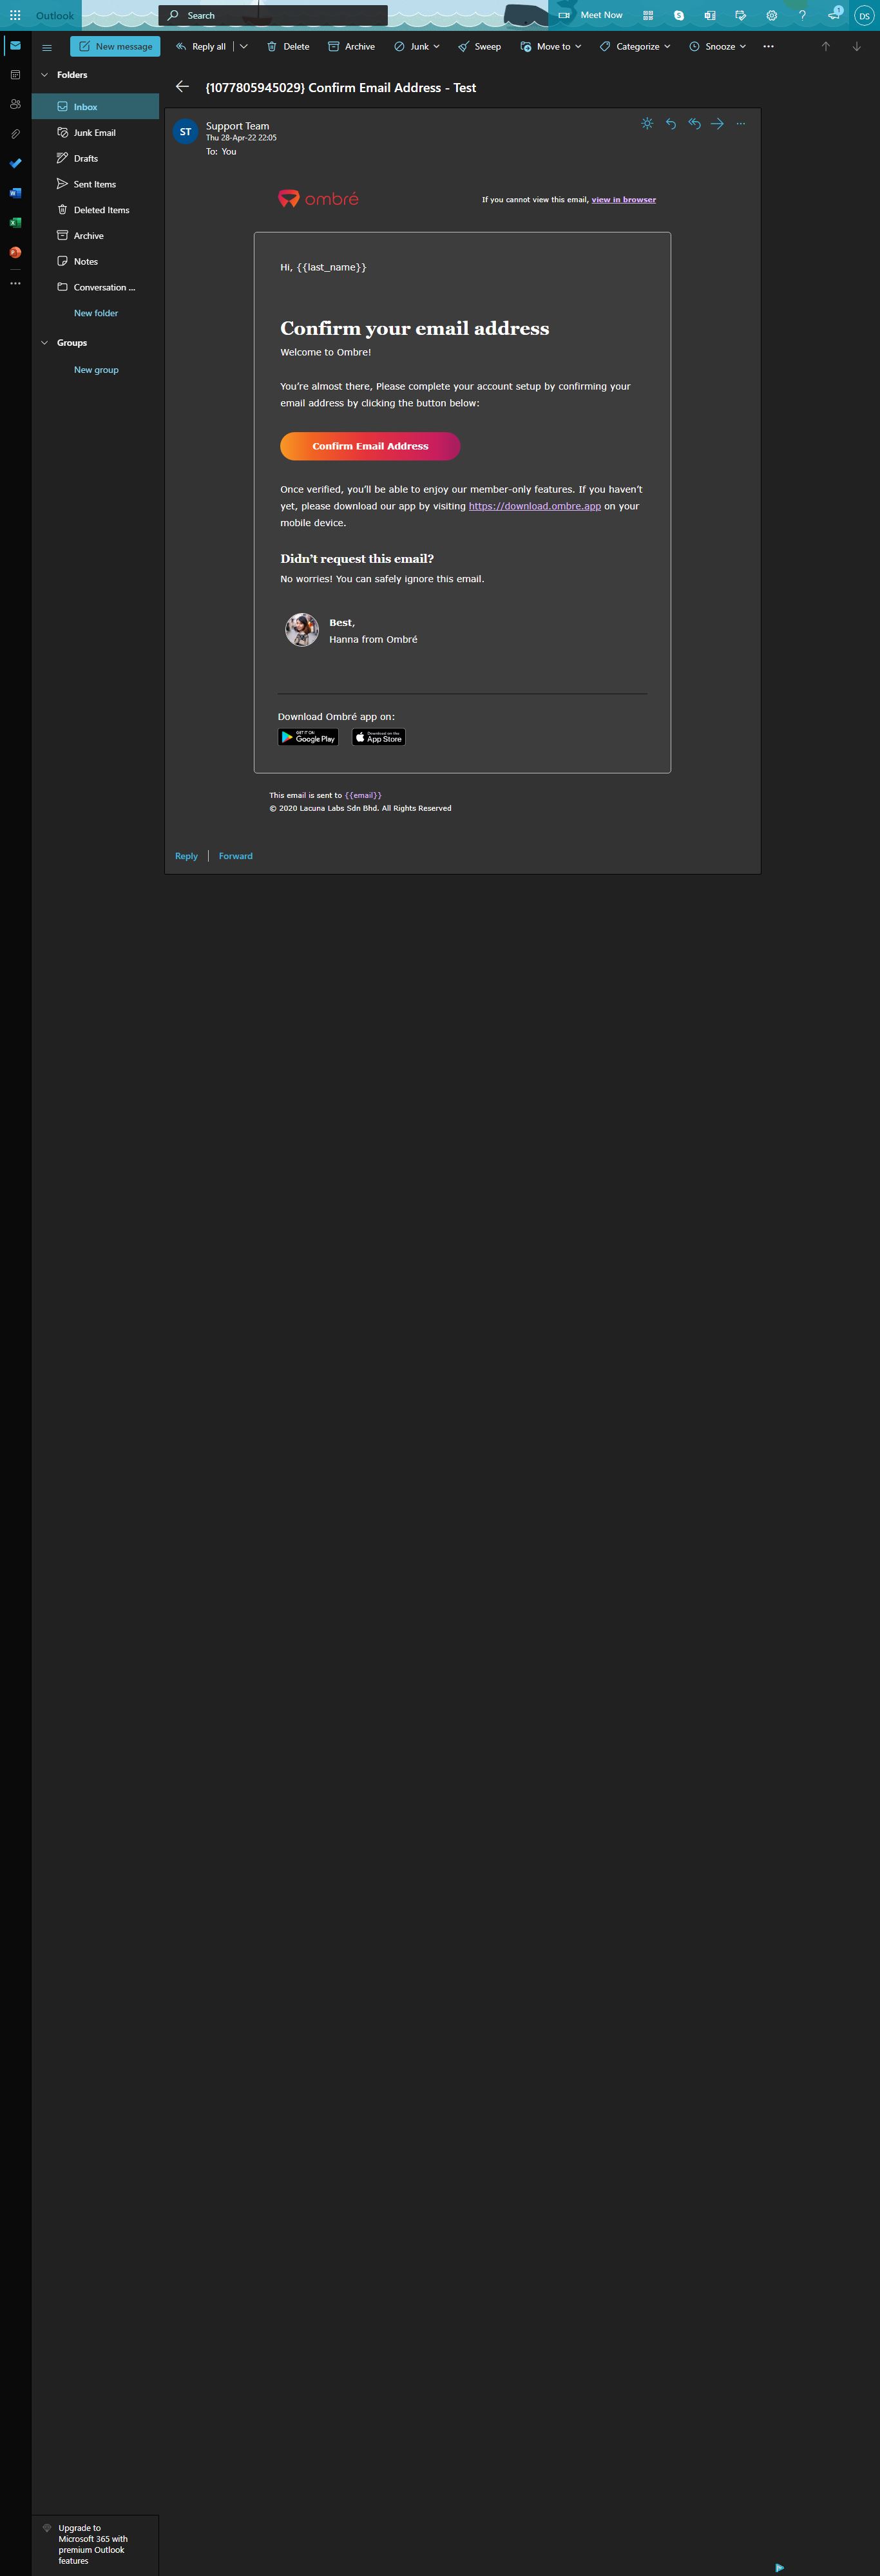 Outlook
Search
Meet Now
1
DS
New message
Reply all
Delete
Archive
Junk
Sweep
Move to
Categorize
Snooze
Folders
Inbox
Junk Email
Drafts
Sent Items
Deleted Items
Archive
Notes
Conversation ...
New folder
Groups
New group
{1077805945029} Confirm Email Address - Test
ST
Support Team
Thu 28-Apr-22 22:05
To: You
ombré
If you cannot view this email, view in browser
Hi, {{last_name}}
Confirm your email address
Welcome to Ombre!
You’re almost there, Please complete your account setup by confirming your
email address by clicking the button below:
Confirm Email Address
Once verified, you’ll be able to enjoy our member-only features. If you haven’t
yet, please download our app by visiting https://download.ombre.app on your
mobile device.
Didn’t request this email?
No worries! You can safely ignore this email.
Best,
Hanna from Ombré
Download Ombré app on:
GET IT ON
Google Play
Download on the
App Store
This email is sent to {{email}}
© 2020 Lacuna Labs Sdn Bhd. All Rights Reserved
Reply
Forward
Upgrade to
Microsoft 365 with
premium Outlook
features